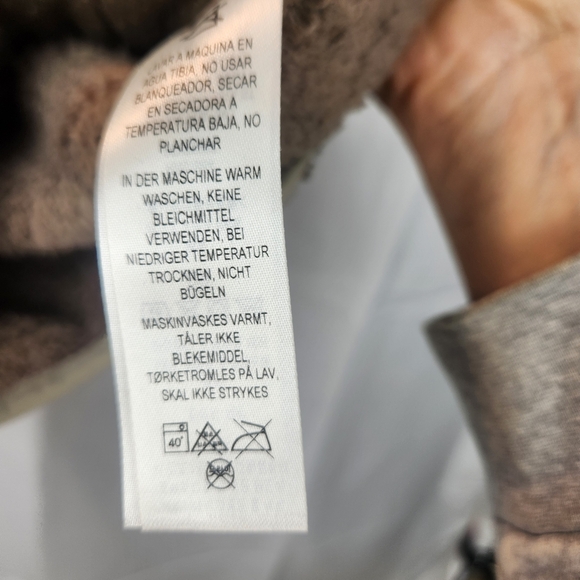 LAVAR A MÁQUINA EN
AGUA TIBIA, NO USAR
BLANQUEADOR, SECAR
EN SECADORA A
TEMPERATURA BAJA, NO
PLANCHAR
IN DER MASCHINE WARM
WASCHEN, KEINE
BLEICHMITTEL
VERWENDEN, BEI
NIEDRIGER TEMPERATUR
TROCKNEN, NICHT
BÜGELN
MASKINVASKES VARMT,
TÅLER IKKE
BLEKEMIDDEL,
TØRKETROMLES PÅ LAV,
SKAL IKKE STRYKES
40°